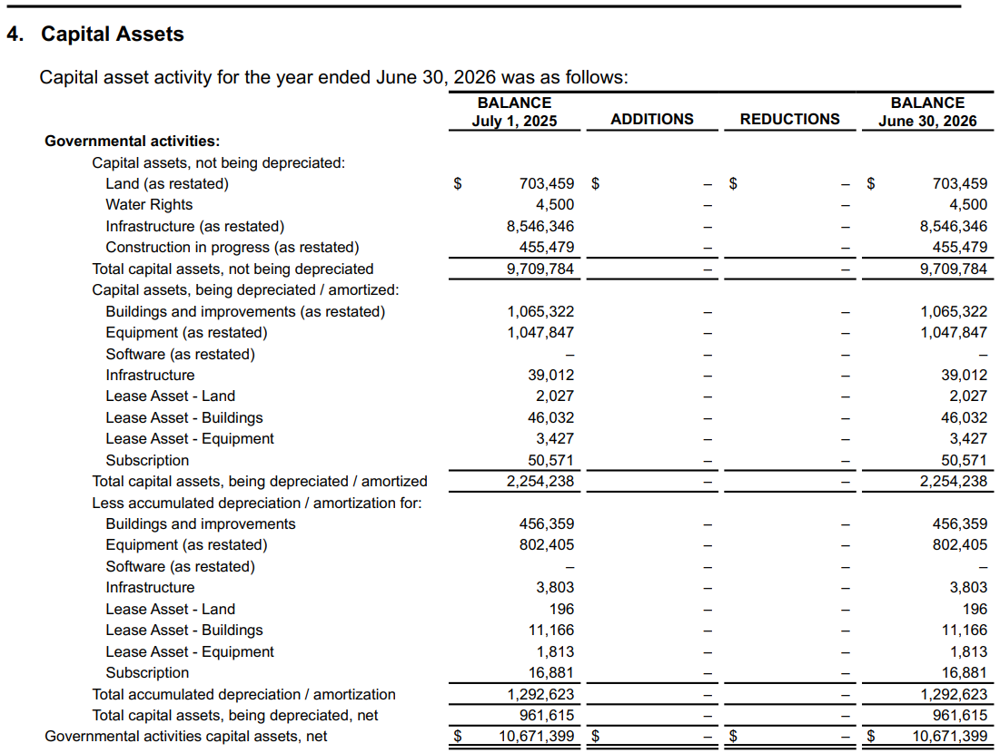 4. Capital Assets
Capital asset activity for the year ended June 30, 2026 was as follows:
BALANCE BALANCE
July 1, 2025 ADDITIONS REDUCTIONS June 30, 2026
Governmental activities:
Capital assets, not being depreciated:
Land (as restated) $ 703,459 $ – $ – $ 703,459
Water Rights 4,500 – – 4,500
Infrastructure (as restated) 8,546,346 – – 8,546,346
Construction in progress (as restated) 455,479 – – 455,479
Total capital assets, not being depreciated 9,709,784 – – 9,709,784
Capital assets, being depreciated / amortized:
Buildings and improvements (as restated) 1,065,322 – – 1,065,322
Equipment (as restated) 1,047,847 – – 1,047,847
Software (as restated) – – – –
Infrastructure 39,012 – – 39,012
Lease Asset - Land 2,027 – – 2,027
Lease Asset - Buildings 46,032 – – 46,032
Lease Asset - Equipment 3,427 – – 3,427
Subscription 50,571 – – 50,571
Total capital assets, being depreciated / amortized 2,254,238 – – 2,254,238
Less accumulated depreciation / amortization for:
Buildings and improvements 456,359 – – 456,359
Equipment (as restated) 802,405 – – 802,405
Software (as restated) – – – –
Infrastructure 3,803 – – 3,803
Lease Asset - Land 196 – – 196
Lease Asset - Buildings 11,166 – – 11,166
Lease Asset - Equipment 1,813 – – 1,813
Subscription 16,881 – – 16,881
Total accumulated depreciation / amortization 1,292,623 – – 1,292,623
Total capital assets, being depreciated, net 961,615 – – 961,615
Governmental activities capital assets, net $ 10,671,399 $ – $ – $ 10,671,399